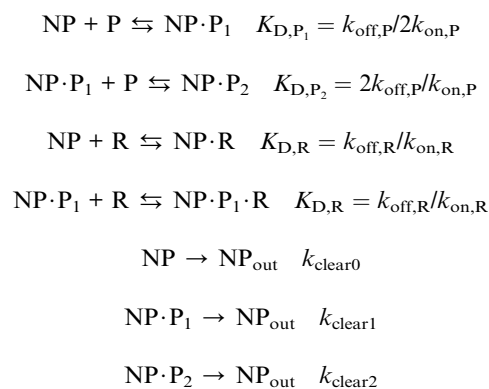 NP + P ⇆ NP·P₁ K_D,P₁ = k_off,P/2k_on,P
NP·P₁ + P ⇆ NP·P₂ K_D,P₂ = 2k_off,P/k_on,P
NP + R ⇆ NP·R K_D,R = k_off,R/k_on,R
NP·P₁ + R ⇆ NP·P₁·R K_D,R = k_off,R/k_on,R
NP → NP_out k_clear0
NP·P₁ → NP_out k_clear1
NP·P₂ → NP_out k_clear2